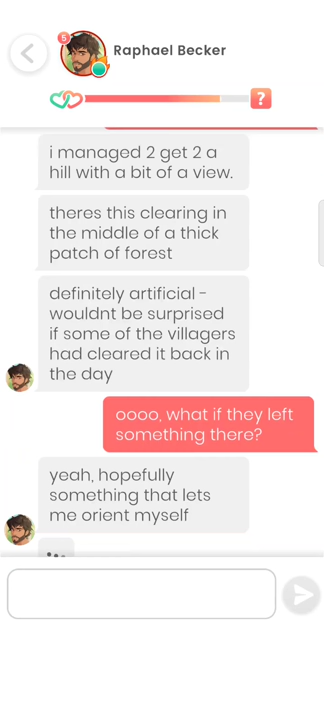 5
Raphael Becker
?
i managed 2 get 2 a
hill with a bit of a view.
theres this clearing in
the middle of a thick
patch of forest
definitely artificial -
wouldnt be surprised
if some of the villagers
had cleared it back in
the day
oooo, what if they left
something there?
yeah, hopefully
something that lets
me orient myself